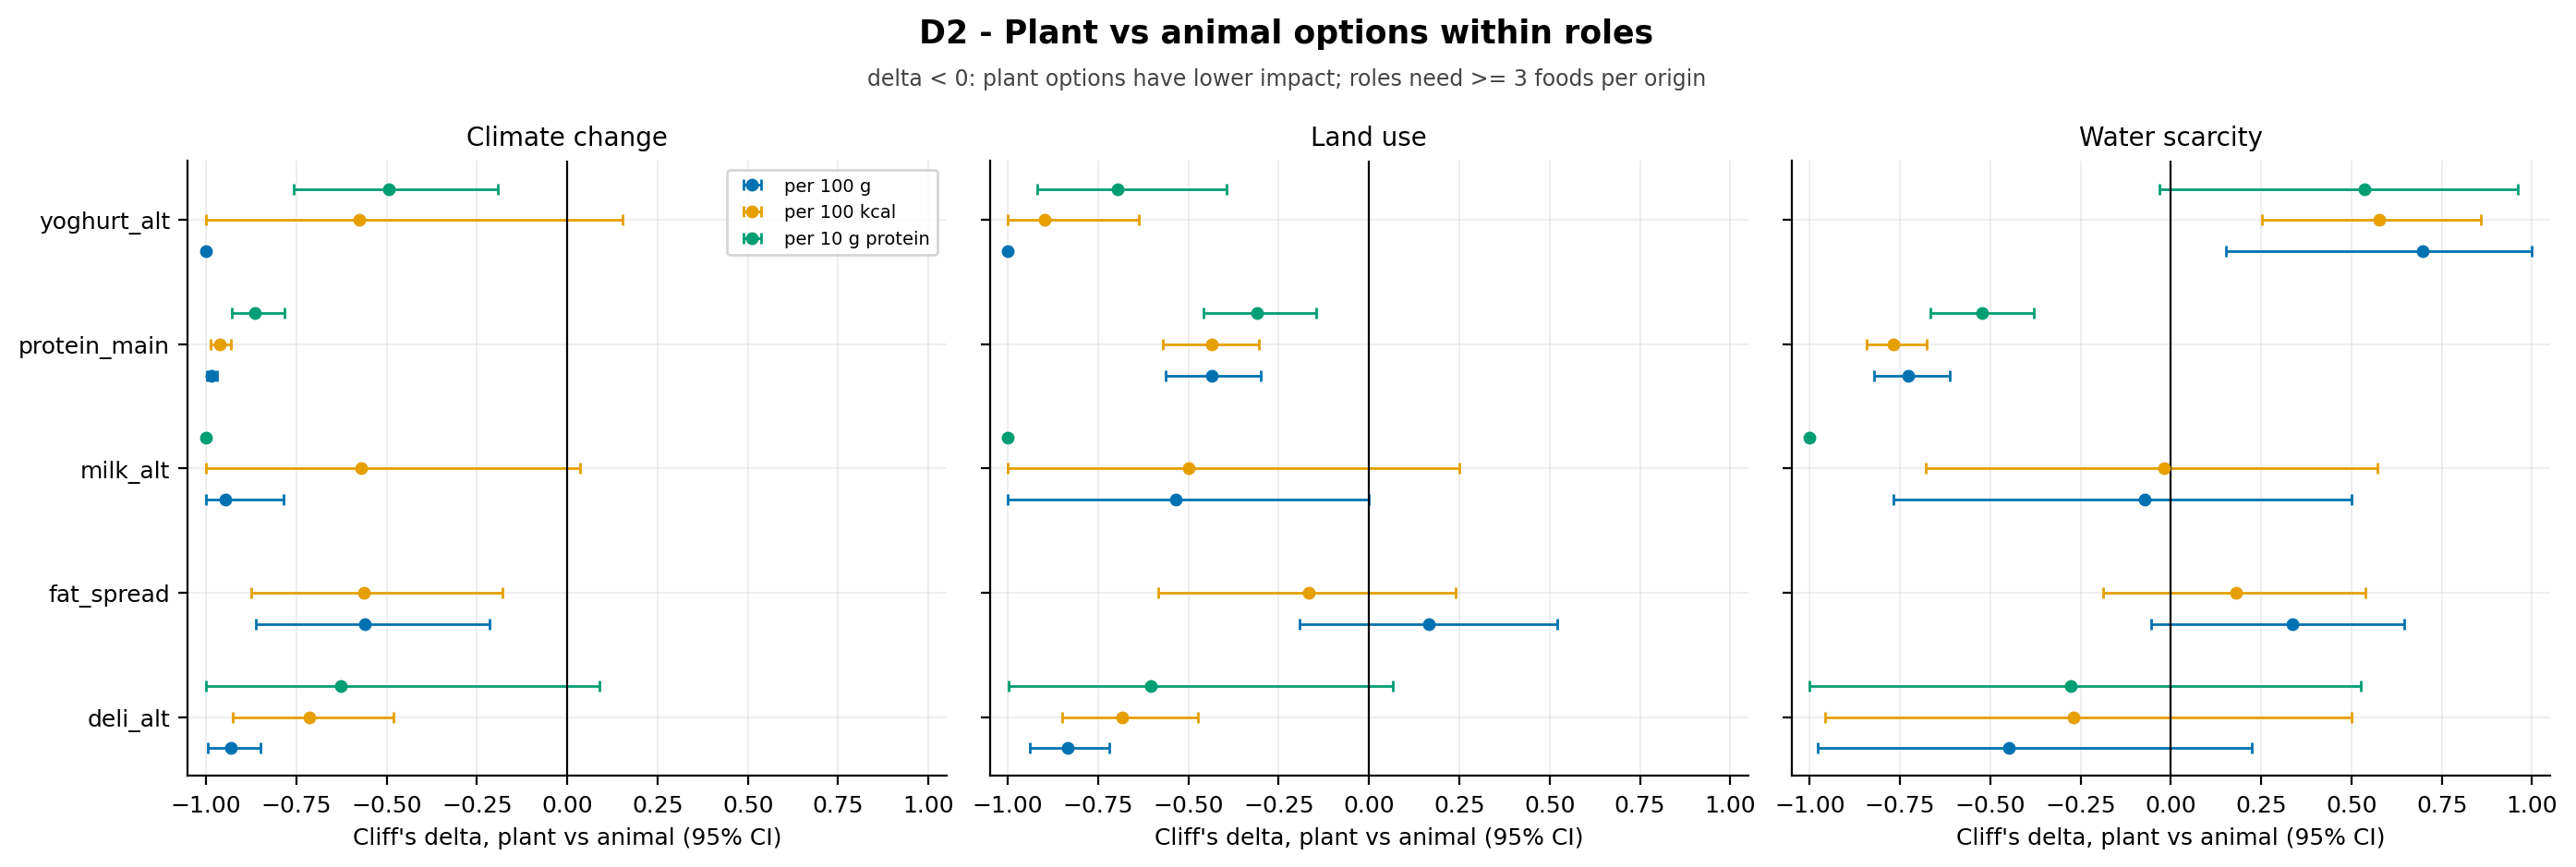 D2 - Plant vs animal options within roles
delta < 0: plant options have lower impact; roles need >= 3 foods per origin
Climate change
Land use
Water scarcity
per 100 g
per 100 kcal
per 10 g protein
yoghurt_alt
protein_main
milk_alt
fat_spread
deli_alt
−1.00 −0.75 −0.50 −0.25 0.00 0.25 0.50 0.75 1.00
−1.00 −0.75 −0.50 −0.25 0.00 0.25 0.50 0.75 1.00
−1.00 −0.75 −0.50 −0.25 0.00 0.25 0.50 0.75 1.00
Cliff's delta, plant vs animal (95% CI)
Cliff's delta, plant vs animal (95% CI)
Cliff's delta, plant vs animal (95% CI)